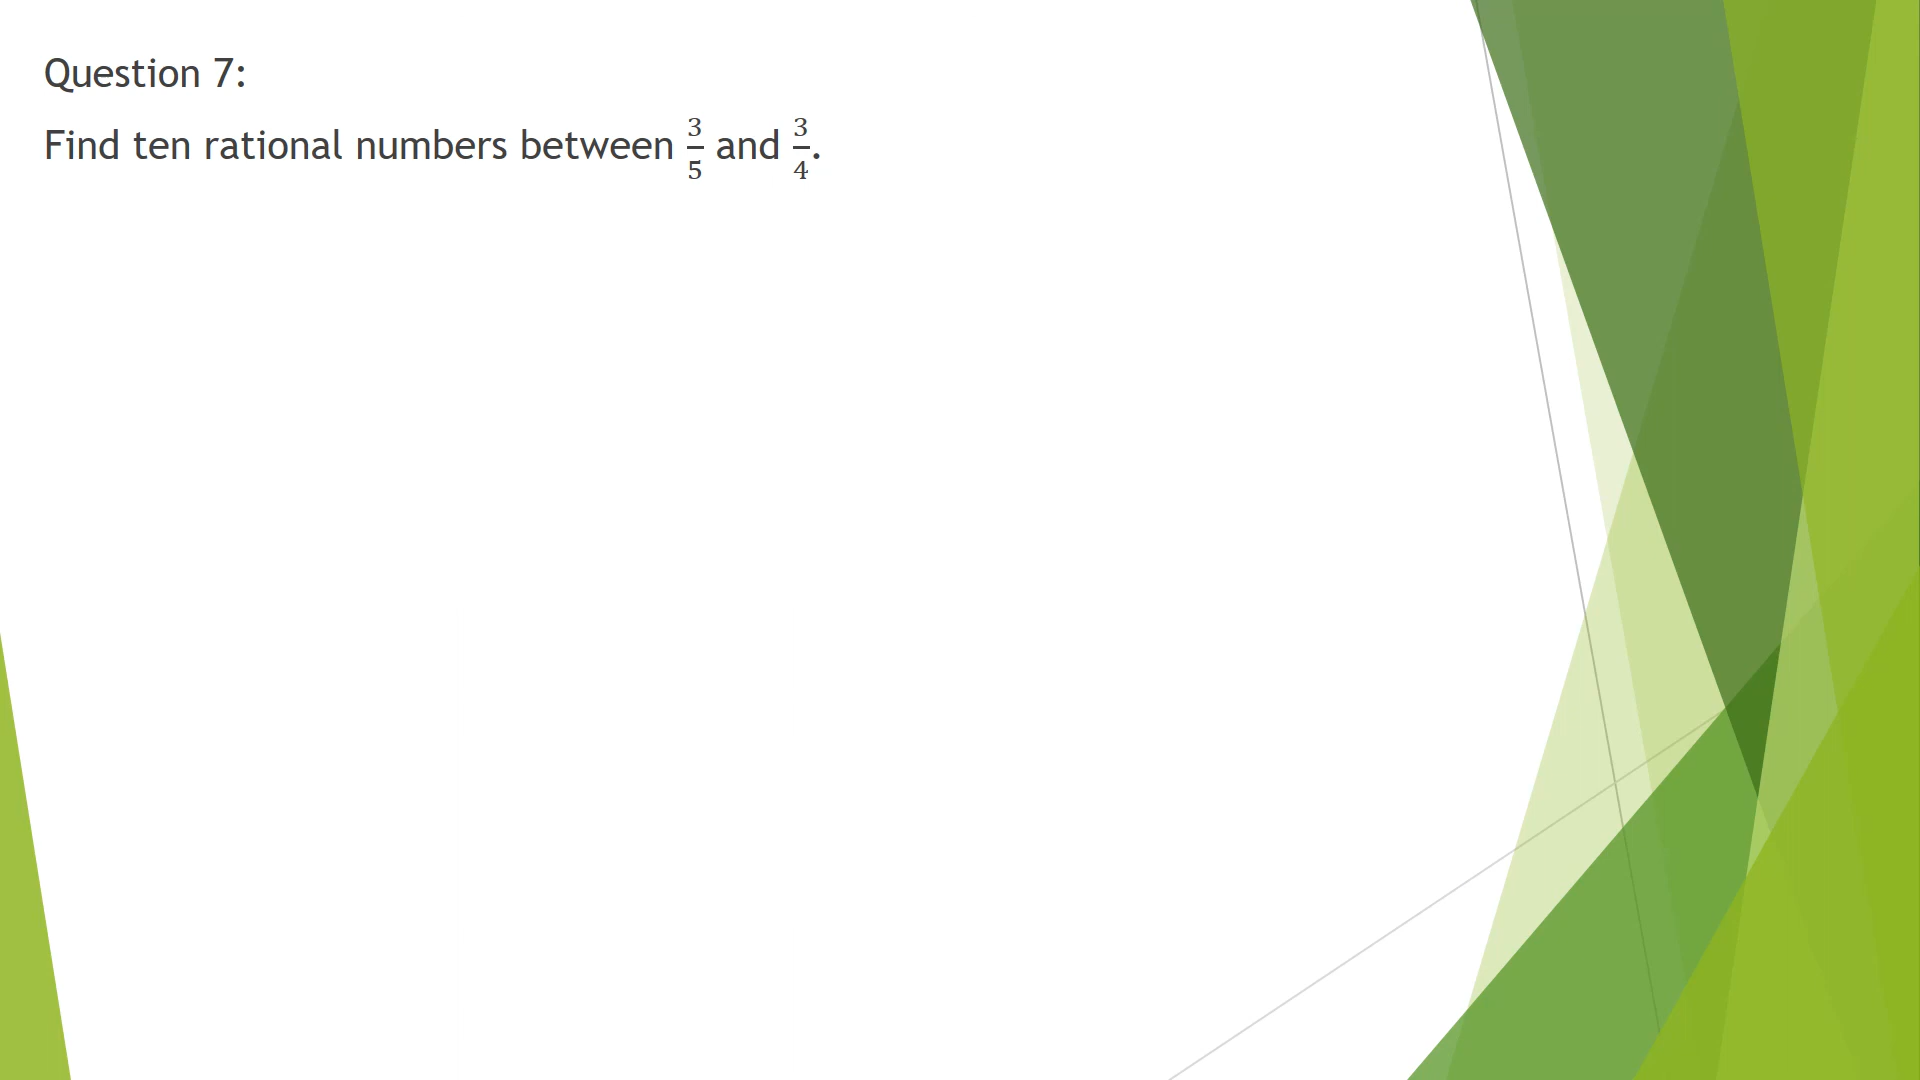 Question 7:
Find ten rational numbers between 3/5 and 3/4.